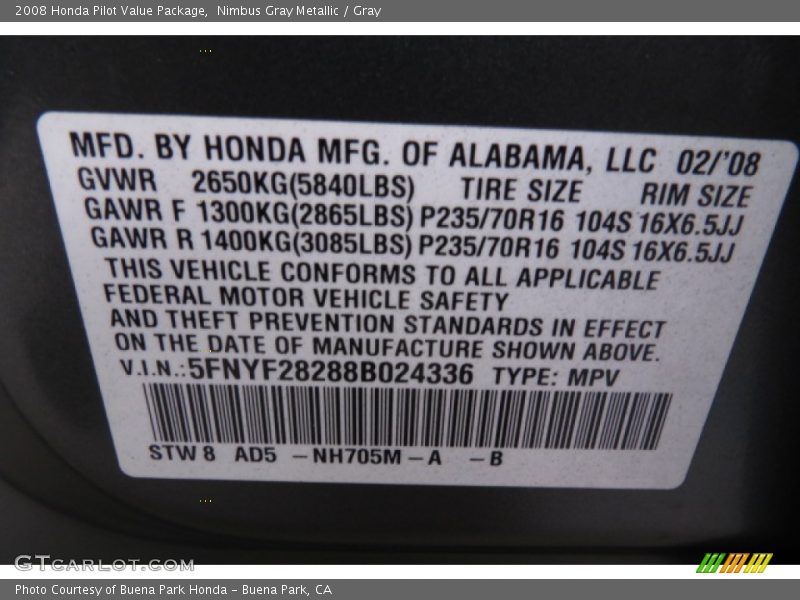 2008 Honda Pilot Value Package, Nimbus Gray Metallic / Gray
MFD. BY HONDA MFG. OF ALABAMA, LLC 02/'08
GVWR 2650KG(5840LBS) TIRE SIZE RIM SIZE
GAWR F 1300KG(2865LBS) P235/70R16 104S 16X6.5JJ
GAWR R 1400KG(3085LBS) P235/70R16 104S 16X6.5JJ
THIS VEHICLE CONFORMS TO ALL APPLICABLE
FEDERAL MOTOR VEHICLE SAFETY
AND THEFT PREVENTION STANDARDS IN EFFECT
ON THE DATE OF MANUFACTURE SHOWN ABOVE.
V.I.N.:5FNYF28288B024336 TYPE: MPV
STW8 AD5 -NH705M-A -B
GTCARLOT.COM
Photo Courtesy of Buena Park Honda - Buena Park, CA